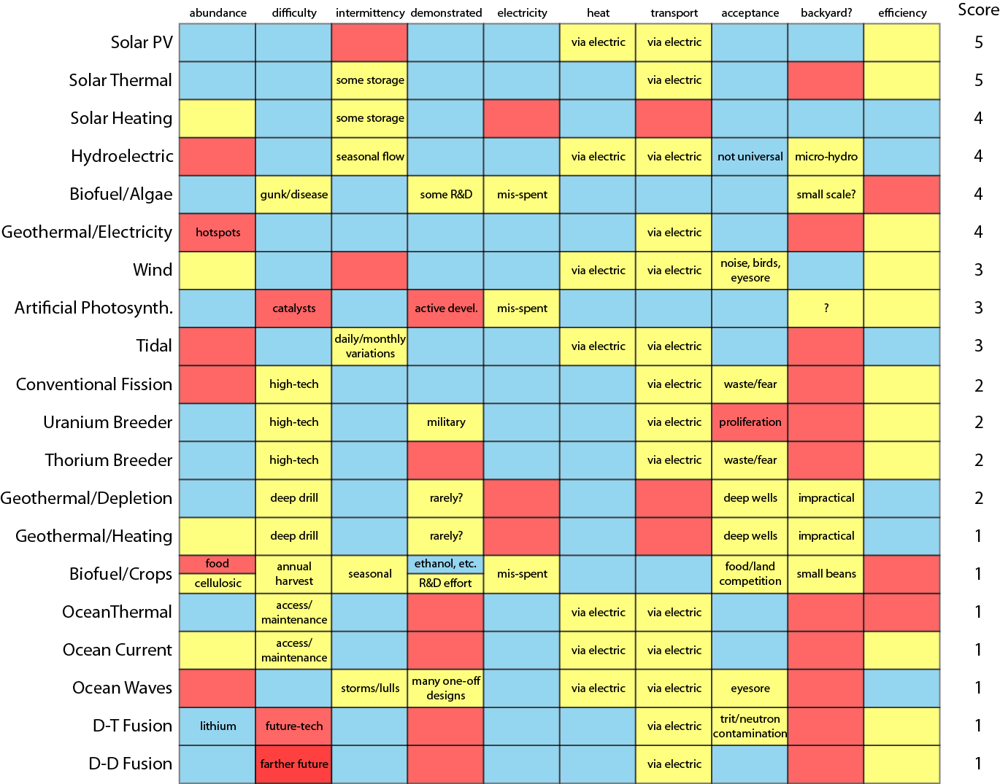 abundance difficulty intermittency demonstrated electricity heat transport acceptance backyard? efficiency Score
Solar PV via electric via electric 5
Solar Thermal some storage via electric 5
Solar Heating some storage 4
Hydroelectric seasonal flow via electric via electric not universal micro-hydro 4
Biofuel/Algae gunk/disease some R&D mis-spent small scale? 4
Geothermal/Electricity hotspots via electric 4
Wind via electric via electric noise, birds, 3
eyesore
Artificial Photosynth. catalysts active devel. mis-spent ? 3
Tidal daily/monthly via electric via electric 3
variations
Conventional Fission high-tech via electric waste/fear 2
Uranium Breeder high-tech military via electric proliferation 2
Thorium Breeder high-tech via electric waste/fear 2
Geothermal/Depletion deep drill rarely? deep wells impractical 2
Geothermal/Heating deep drill rarely? deep wells impractical 1
food ethanol, etc.
Biofuel/Crops annual seasonal mis-spent food/land small beans 1
harvest competition
cellulosic R&D effort
OceanThermal access/ via electric via electric 1
maintenance
Ocean Current access/ via electric via electric 1
maintenance
Ocean Waves storms/lulls many one-off via electric via electric eyesore 1
designs
D-T Fusion lithium future-tech via electric trit/neutron 1
contamination
D-D Fusion farther future via electric 1